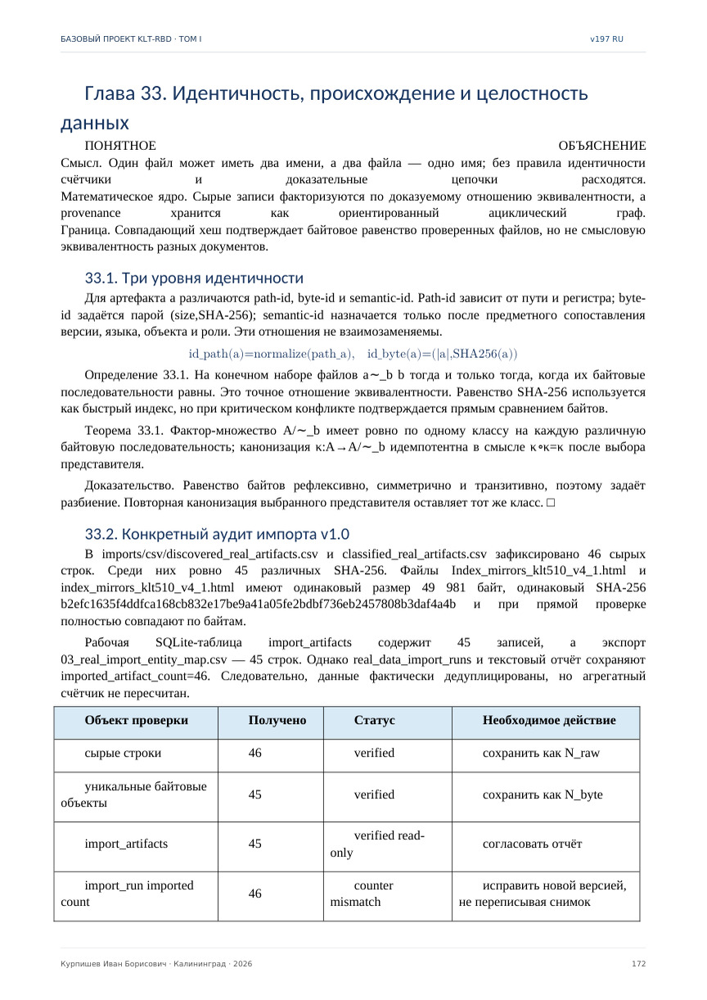 БАЗОВЫЙ ПРОЕКТ KLT-RBD · ТОМ I
v197 RU
Глава 33. Идентичность, происхождение и целостность
данных
ПОНЯТНОЕ ОБЪЯСНЕНИЕ
Смысл. Один файл может иметь два имени, а два файла — одно имя; без правила идентичности
счётчики и доказательные цепочки расходятся.
Математическое ядро. Сырые записи факторизуются по доказуемому отношению эквивалентности, а
provenance хранится как ориентированный ациклический граф.
Граница. Совпадающий хеш подтверждает байтовое равенство проверенных файлов, но не смысловую
эквивалентность разных документов.
33.1. Три уровня идентичности
Для артефакта a различаются path-id, byte-id и semantic-id. Path-id зависит от пути и регистра; byte-
id задаётся парой (size,SHA-256); semantic-id назначается только после предметного сопоставления
версии, языка, объекта и роли. Эти отношения не взаимозаменяемы.
id_path(a)=normalize(path_a), id_byte(a)=(|a|,SHA256(a))
Определение 33.1. На конечном наборе файлов a∼_b b тогда и только тогда, когда их байтовые
последовательности равны. Это точное отношение эквивалентности. Равенство SHA-256 используется
как быстрый индекс, но при критическом конфликте подтверждается прямым сравнением байтов.
Теорема 33.1. Фактор-множество A/∼_b имеет ровно по одному классу на каждую различную
байтовую последовательность; канонизация κ:A→A/∼_b идемпотентна в смысле κ∘κ=κ после выбора
представителя.
Доказательство. Равенство байтов рефлексивно, симметрично и транзитивно, поэтому задаёт
разбиение. Повторная канонизация выбранного представителя оставляет тот же класс. □
33.2. Конкретный аудит импорта v1.0
В imports/csv/discovered_real_artifacts.csv и classified_real_artifacts.csv зафиксировано 46 сырых
строк. Среди них ровно 45 различных SHA-256. Файлы Index_mirrors_klt510_v4_1.html и
index_mirrors_klt510_v4_1.html имеют одинаковый размер 49 981 байт, одинаковый SHA-256
b2efc1635f4ddfca168cb832e17be9a41a05fe2bdbf736eb2457808b3daf4a4b и при прямой проверке
полностью совпадают по байтам.
Рабочая SQLite-таблица import_artifacts содержит 45 записей, а экспорт
03_real_import_entity_map.csv — 45 строк. Однако real_data_import_runs и текстовый отчёт сохраняют
imported_artifact_count=46. Следовательно, данные фактически дедуплицированы, но агрегатный
счётчик не пересчитан.
Объект проверки Получено Статус Необходимое действие
сырые строки 46 verified сохранить как N_raw
уникальные байтовые
объекты 45 verified сохранить как N_byte
import_artifacts 45 verified read-
only согласовать отчёт
import_run imported
count 46 counter
mismatch исправить новой версией,
не переписывая снимок
Курпишев Иван Борисович · Калининград · 2026
172